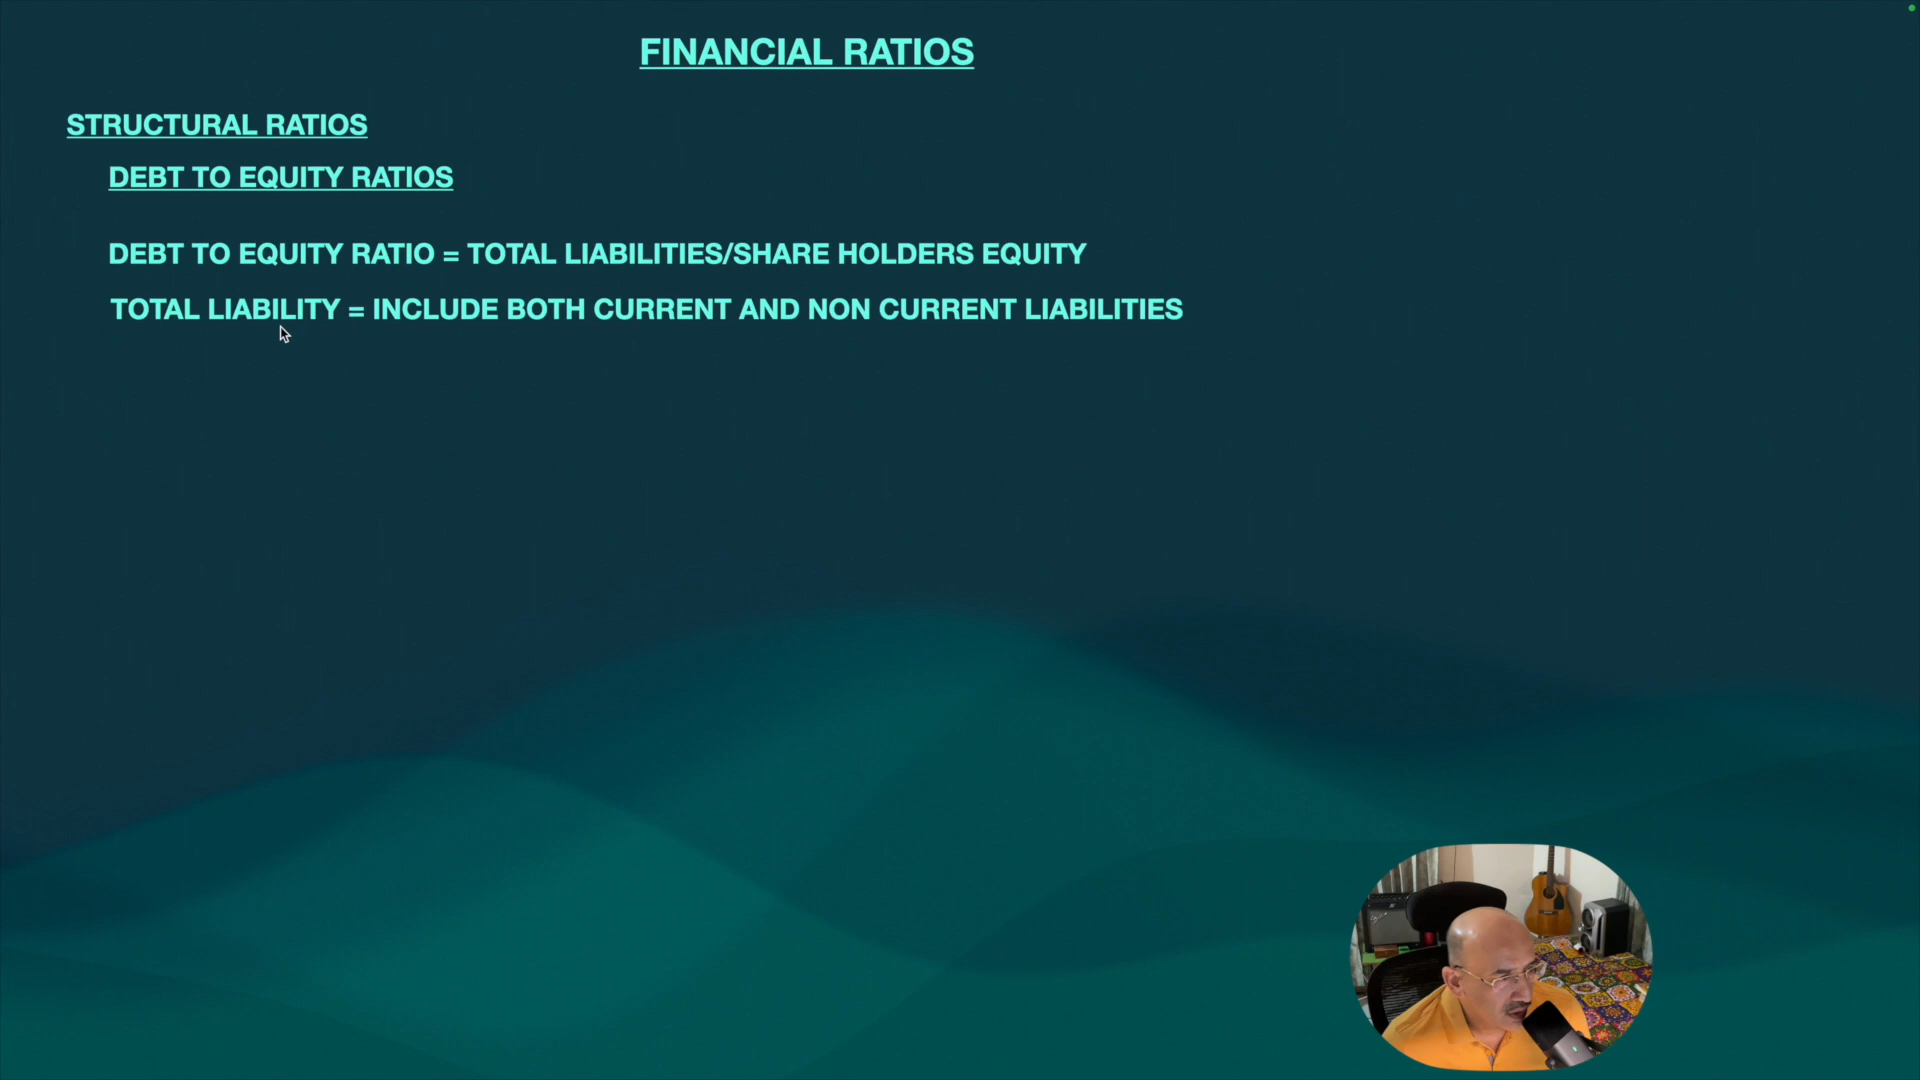 FINANCIAL RATIOS
STRUCTURAL RATIOS
DEBT TO EQUITY RATIOS
DEBT TO EQUITY RATIO = TOTAL LIABILITIES/SHARE HOLDERS EQUITY
TOTAL LIABILITY = INCLUDE BOTH CURRENT AND NON CURRENT LIABILITIES